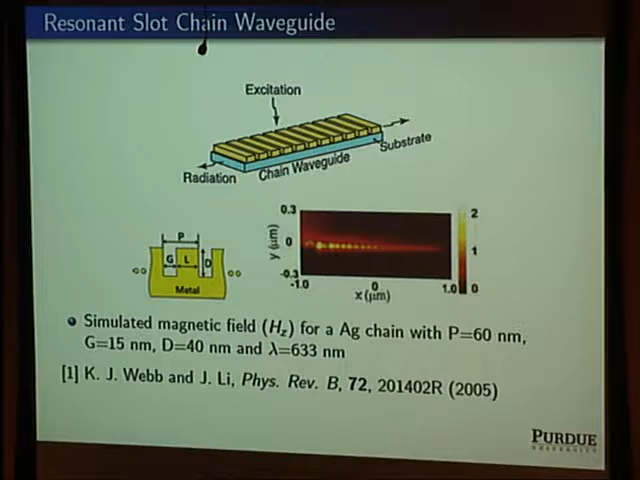 Resonant Slot Chain Waveguide
Excitation
Substrate
Chain Waveguide
Radiation
P
G L D
Metal
y (μm)
0.3
0
-0.3
-1.0 0 1.0
x (μm)
2
1
0
Simulated magnetic field (Hz) for a Ag chain with P=60 nm,
G=15 nm, D=40 nm and λ=633 nm
[1] K. J. Webb and J. Li, Phys. Rev. B, 72, 201402R (2005)
PURDUE
UNIVERSITY